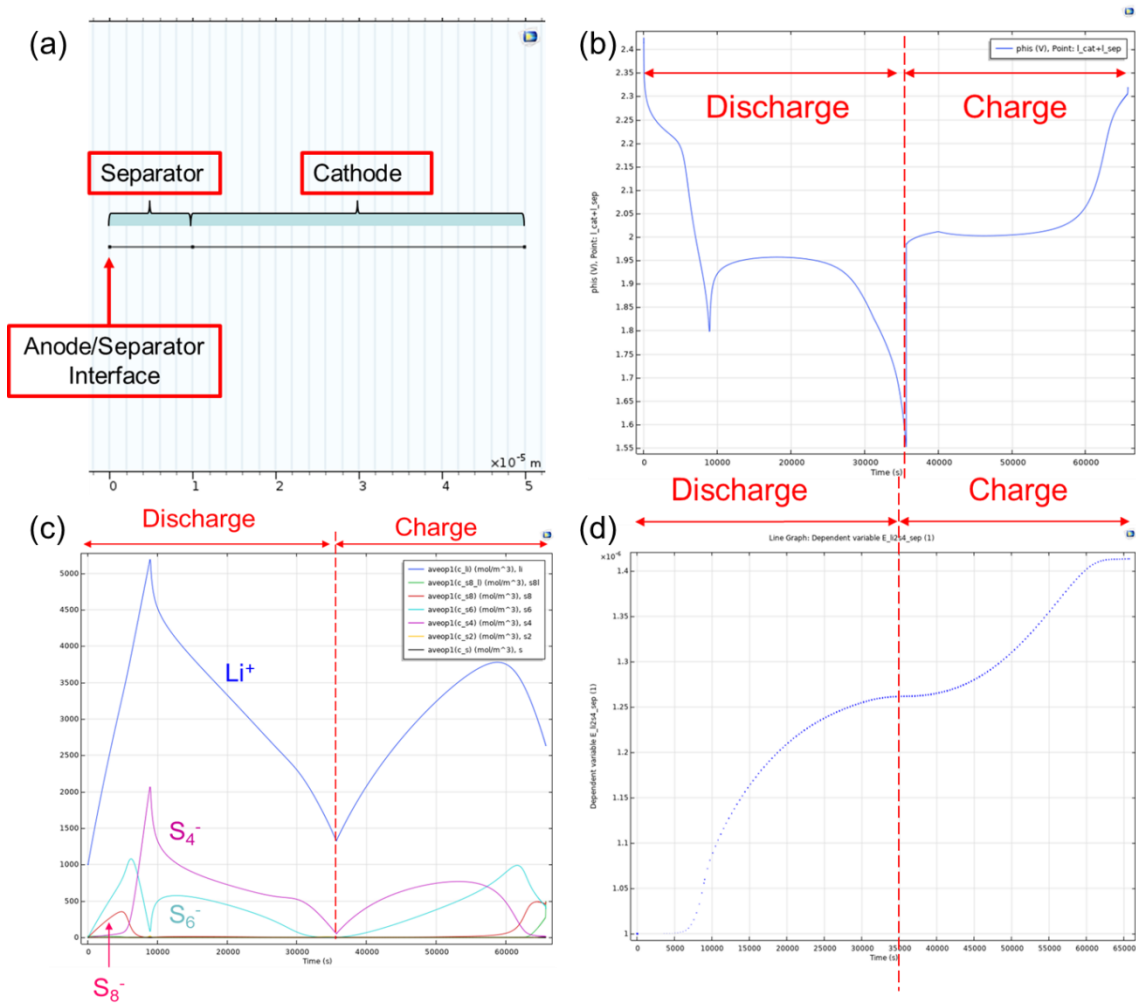 (a)
Separator
Cathode
Anode/Separator
Interface
×10⁻⁵ m
0
1
2
3
4
5
(b)
phis (V), Point: l_cat+l_sep
Discharge
Charge
phis (V), Point: l_cat+l_sep
2.4
2.35
2.3
2.25
2.2
2.15
2.1
2.05
2
1.95
1.9
1.85
1.8
1.75
1.7
1.65
1.6
1.55
0
10000
20000
30000
40000
50000
60000
Time (s)
(c)
Discharge
Charge
aveop1(c_li) (mol/m^3), li
aveop1(c_s8_l) (mol/m^3), s8l
aveop1(c_s8) (mol/m^3), s8
aveop1(c_s6) (mol/m^3), s6
aveop1(c_s4) (mol/m^3), s4
aveop1(c_s2) (mol/m^3), s2
aveop1(c_s) (mol/m^3), s
Li⁺
S₄⁻
S₆⁻
S₈⁻
5000
4500
4000
3500
3000
2500
2000
1500
1000
500
0
0
10000
20000
30000
40000
50000
60000
Time (s)
(d)
Discharge
Charge
Line Graph: Dependent variable E_li2s4_sep (1)
×10⁻⁶
Dependent variable E_li2s4_sep (1)
1.4
1.35
1.3
1.25
1.2
1.15
1.1
1.05
1
0
5000
10000
15000
20000
25000
30000
35000
40000
45000
50000
55000
60000
65000
Time (s)